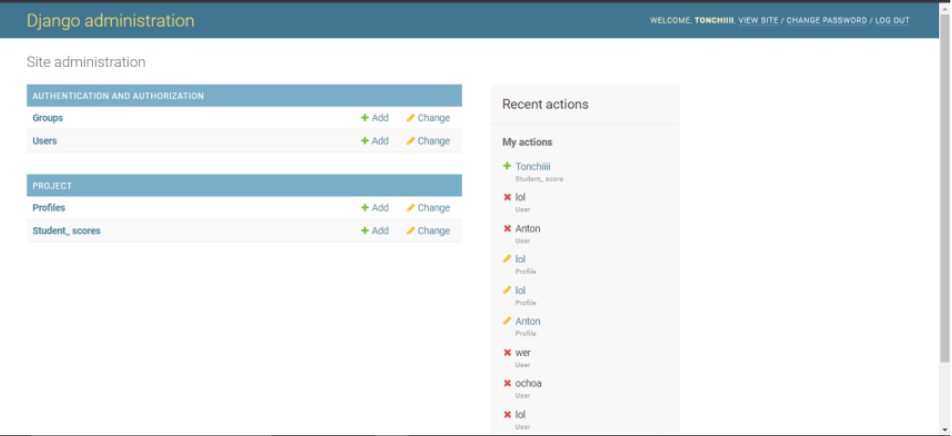 Django administration
WELCOME, TONCHIIII. VIEW SITE / CHANGE PASSWORD / LOG OUT
Site administration
AUTHENTICATION AND AUTHORIZATION
Groups Add Change
Users Add Change
PROJECT
Profiles Add Change
Student_ scores Add Change
Recent actions
My actions
Tonchiiii
Student_ score
lol
User
Anton
User
lol
Profile
lol
Profile
Anton
Profile
wer
User
ochoa
User
lol
User